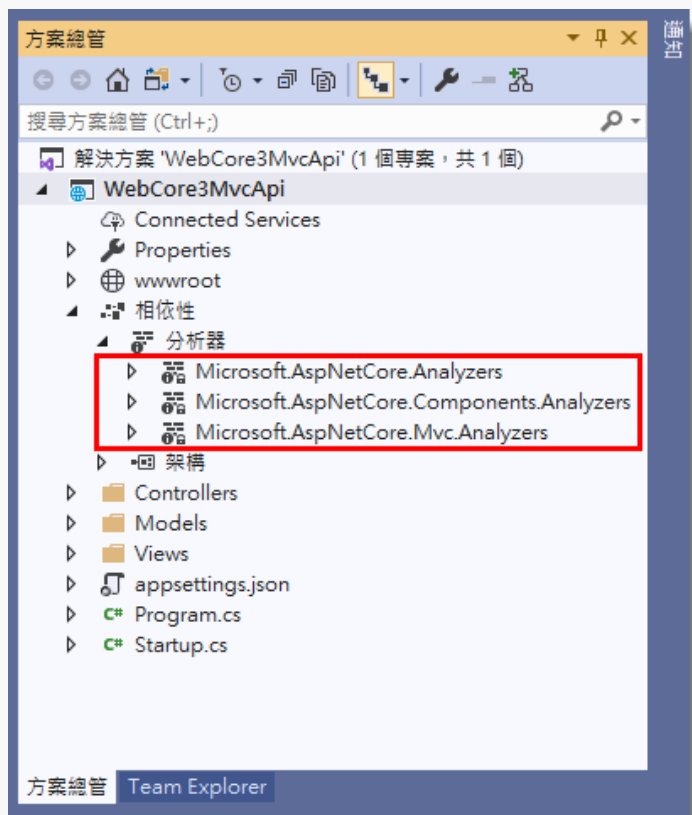 方案總管
通知
搜尋方案總管 (Ctrl+;)
解決方案 'WebCore3MvcApi' (1 個專案，共 1 個)
WebCore3MvcApi
Connected Services
Properties
wwwroot
相依性
分析器
Microsoft.AspNetCore.Analyzers
Microsoft.AspNetCore.Components.Analyzers
Microsoft.AspNetCore.Mvc.Analyzers
架構
Controllers
Models
Views
appsettings.json
C# Program.cs
C# Startup.cs
方案總管 Team Explorer